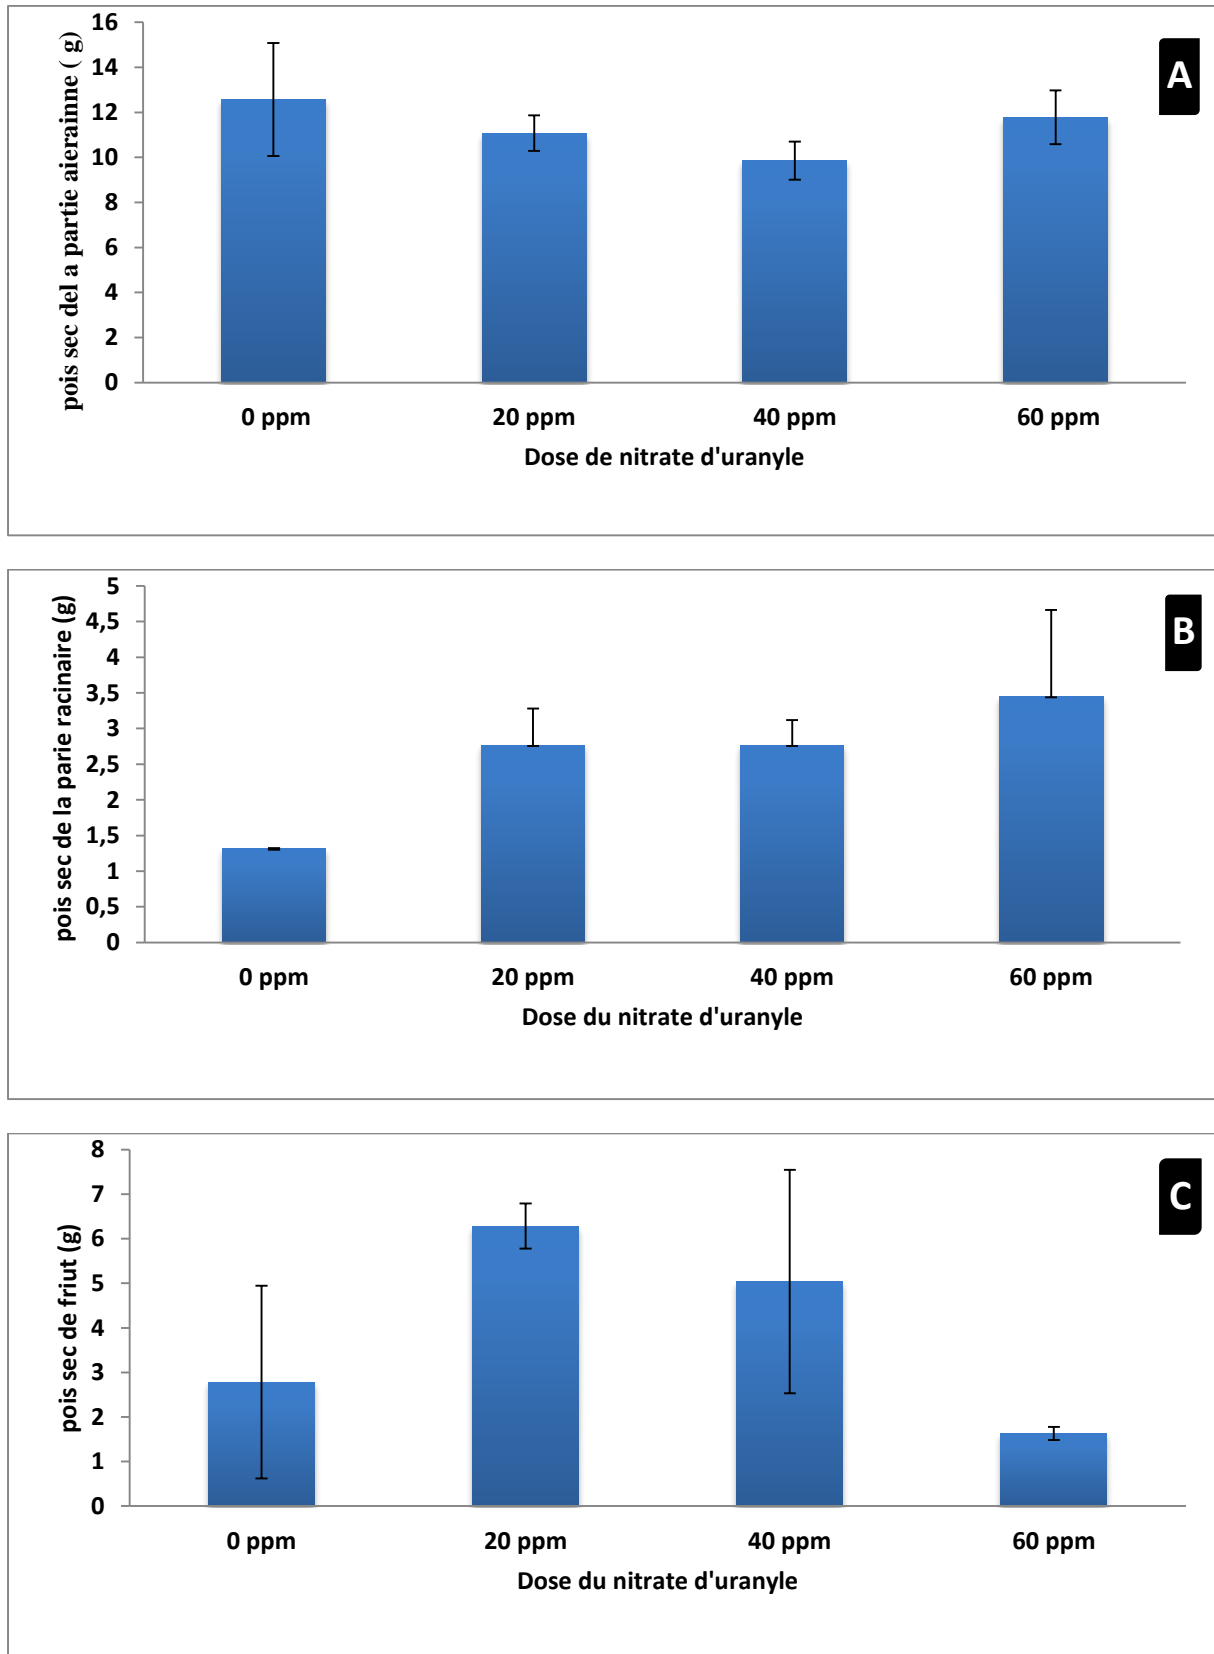 16
14
12
10
8
6
4
2
0
pois sec del a partie aierainne ( g)
A
0 ppm 20 ppm 40 ppm 60 ppm
Dose de nitrate d'uranyle
5
4,5
4
3,5
3
2,5
2
1,5
1
0,5
0
pois sec de la parie racinaire (g)
B
0 ppm 20 ppm 40 ppm 60 ppm
Dose du nitrate d'uranyle
8
7
6
5
4
3
2
1
0
pois sec de friut (g)
C
0 ppm 20 ppm 40 ppm 60 ppm
Dose du nitrate d'uranyle